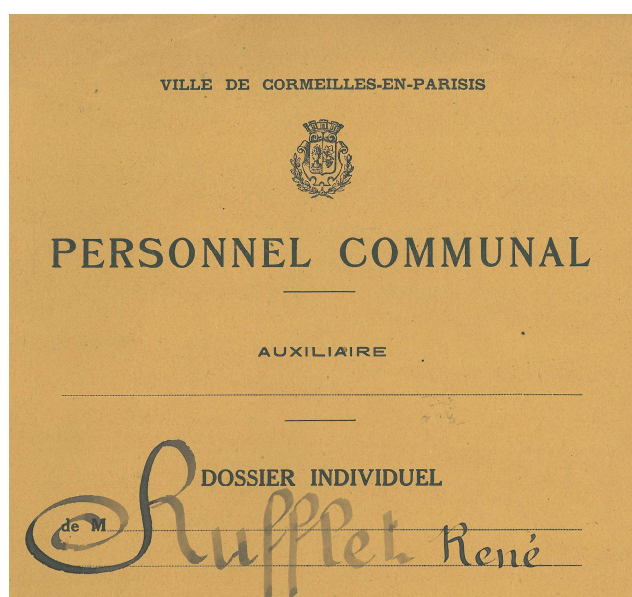 VILLE DE CORMEILLES-EN-PARISIS
PERSONNEL COMMUNAL
AUXILIAIRE
DOSSIER INDIVIDUEL
de M Rufflet René